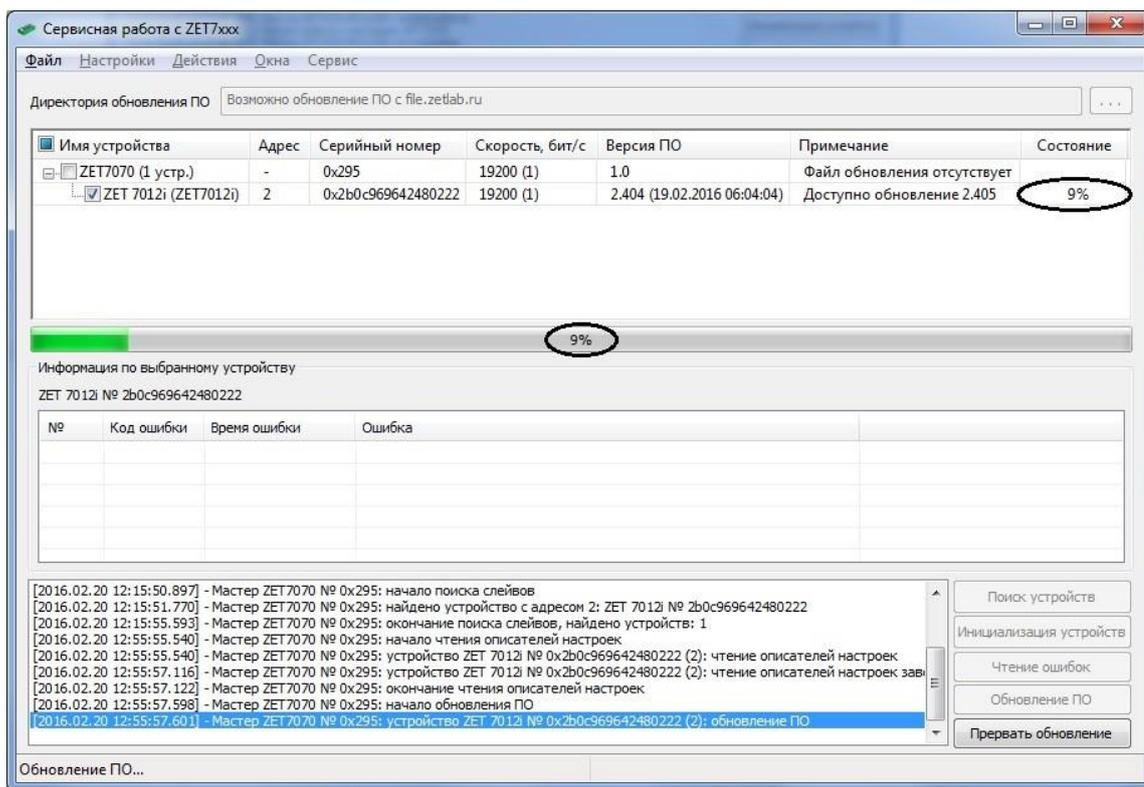 Сервисная работа с ZET7xxx
Файл Настройки Действия Окна Сервис
Директория обновления ПО Возможно обновление ПО с file.zetlab.ru ...
Имя устройства Адрес Серийный номер Скорость, бит/с Версия ПО Примечание Состояние
ZET7070 (1 устр.) - 0x295 19200 (1) 1.0 Файл обновления отсутствует
ZET 7012i (ZET7012i) 2 0x2b0c969642480222 19200 (1) 2.404 (19.02.2016 06:04:04) Доступно обновление 2.405 9%
9%
Информация по выбранному устройству
ZET 7012i № 2b0c969642480222
№ Код ошибки Время ошибки Ошибка
[2016.02.20 12:15:50.897] - Мастер ZET7070 № 0x295: начало поиска слейвов
[2016.02.20 12:15:51.770] - Мастер ZET7070 № 0x295: найдено устройство с адресом 2: ZET 7012i № 2b0c969642480222
[2016.02.20 12:15:55.593] - Мастер ZET7070 № 0x295: окончание поиска слейвов, найдено устройств: 1
[2016.02.20 12:55:55.540] - Мастер ZET7070 № 0x295: начало чтения описателей настроек
[2016.02.20 12:55:55.540] - Мастер ZET7070 № 0x295: устройство ZET 7012i № 0x2b0c969642480222 (2): чтение описателей настроек
[2016.02.20 12:55:57.116] - Мастер ZET7070 № 0x295: устройство ZET 7012i № 0x2b0c969642480222 (2): чтение описателей настроек заве
[2016.02.20 12:55:57.122] - Мастер ZET7070 № 0x295: окончание чтения описателей настроек
[2016.02.20 12:55:57.598] - Мастер ZET7070 № 0x295: начало обновления ПО
[2016.02.20 12:55:57.601] - Мастер ZET7070 № 0x295: устройство ZET 7012i № 0x2b0c969642480222 (2): обновление ПО
Поиск устройств
Инициализация устройств
Чтение ошибок
Обновление ПО
Прервать обновление
Обновление ПО...